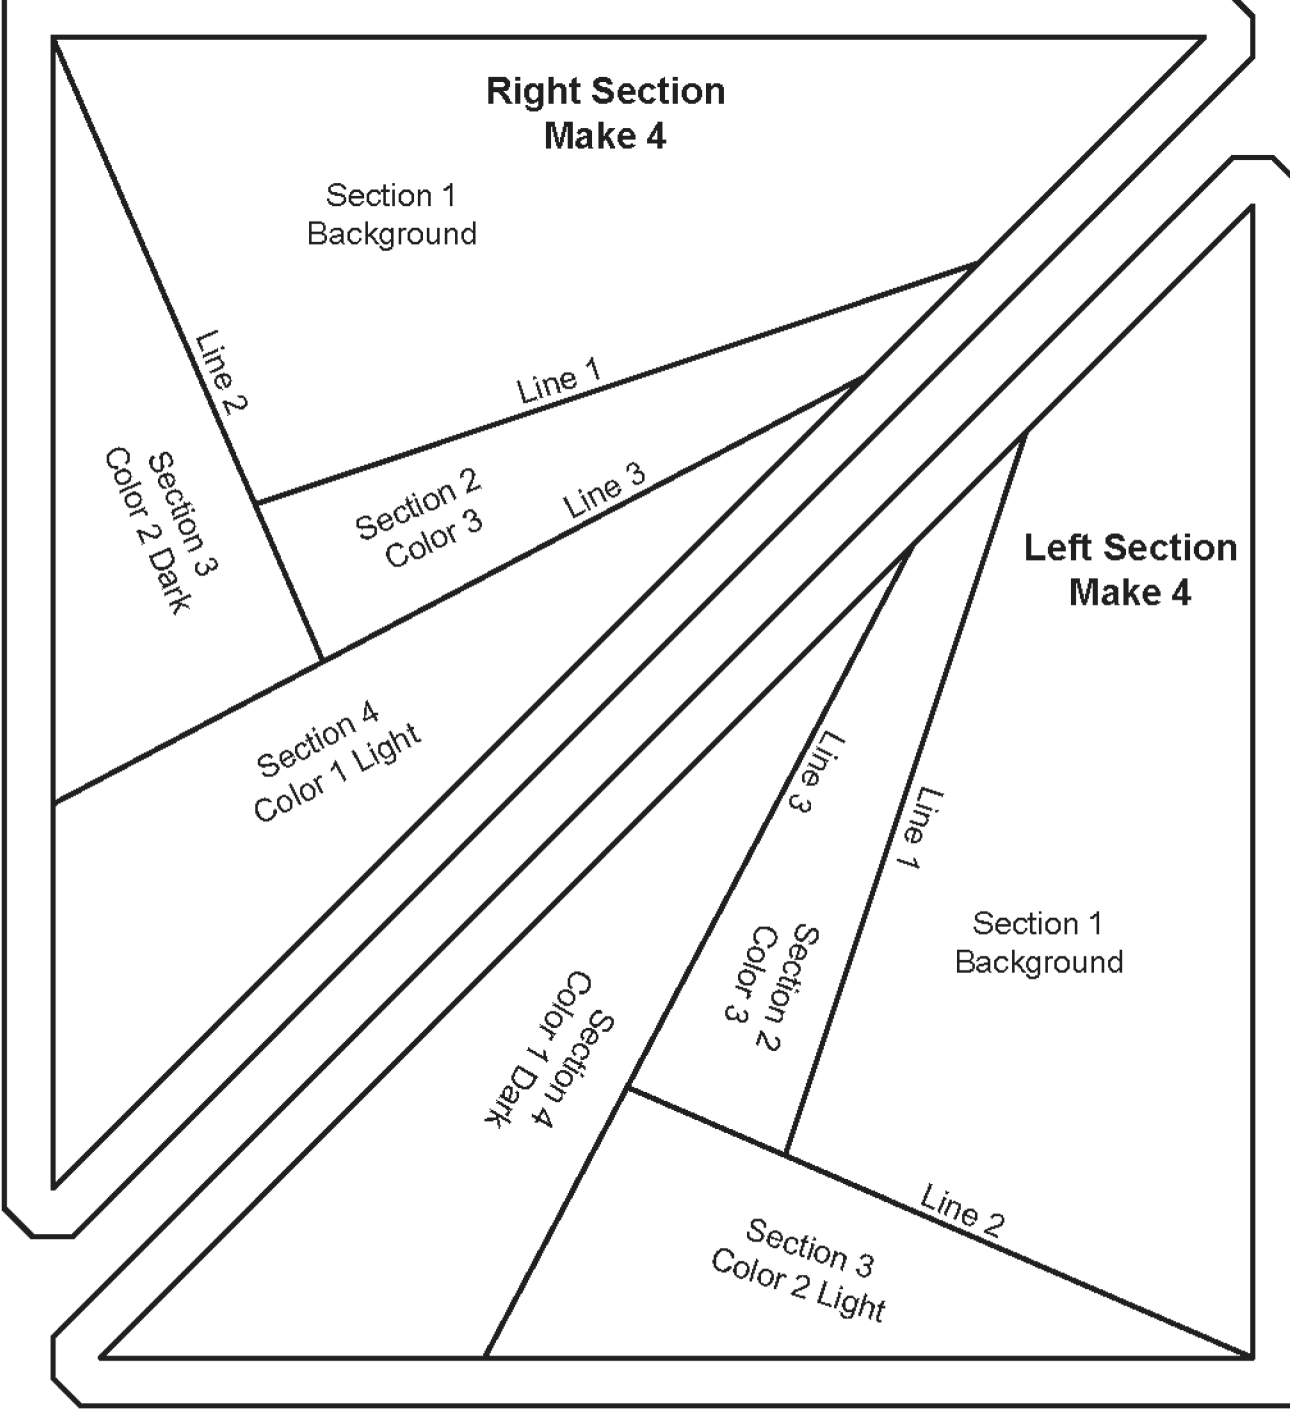 Right Section
Make 4
Section 1
Background
Line 2
Line 1
Section 2
Color 3
Line 3
Section 3
Color 2 Dark
Section 4
Color 1 Light
Left Section
Make 4
Line 3
Line 1
Section 1
Background
Section 2
Color 3
Section 4
Color 1 Dark
Line 2
Section 3
Color 2 Light